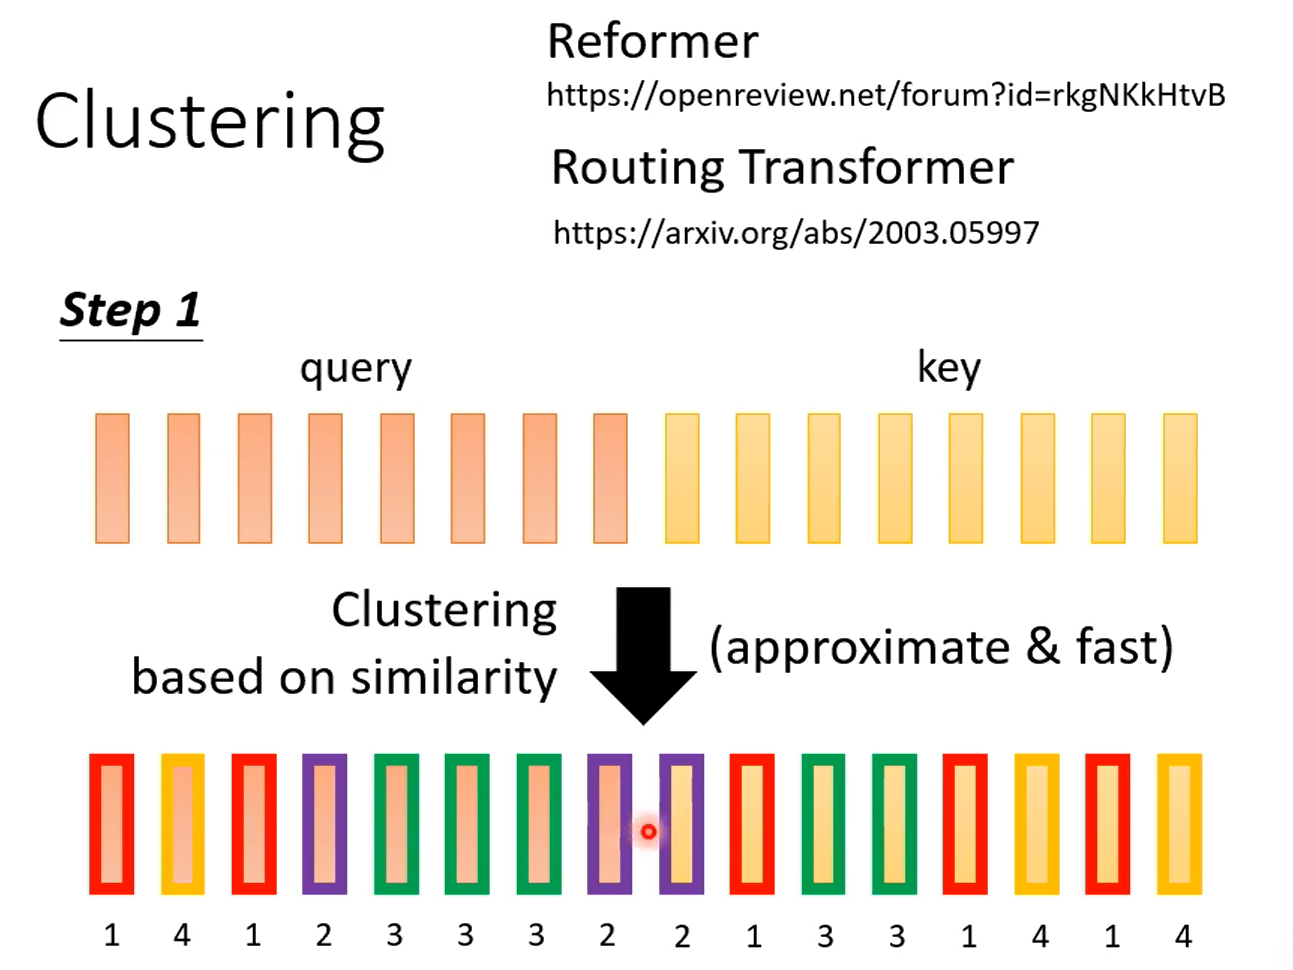 Clustering
Reformer
https://openreview.net/forum?id=rkgNKkHtvB
Routing Transformer
https://arxiv.org/abs/2003.05997
Step 1
query
key
Clustering
based on similarity
(approximate & fast)
1 4 1 2 3 3 3 2 2 1 3 3 1 4 1 4